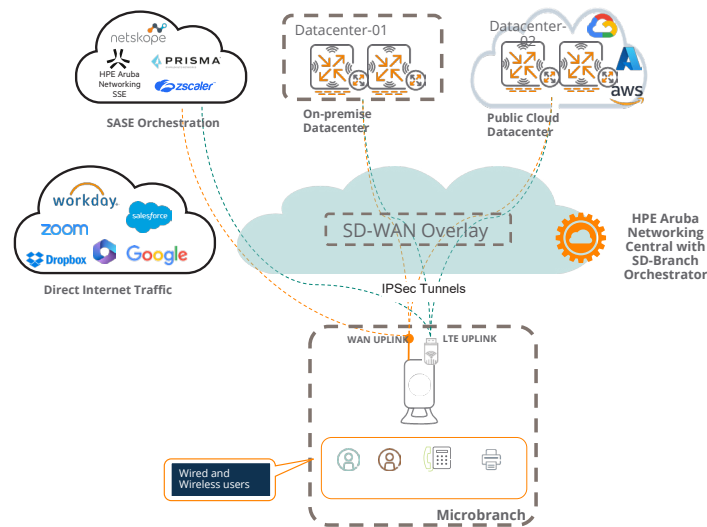 netskope
HPE Aruba
Networking
SSE
PRISMA
zscaler
SASE Orchestration
Datacenter-01
On-premise
Datacenter
Datacenter-
02
aws
Public Cloud
Datacenter
workday.
salesforce
zoom
Dropbox
Google
Direct Internet Traffic
SD-WAN Overlay
HPE Aruba
Networking
Central with
SD-Branch
Orchestrator
IPSec Tunnels
WAN UPLINK
LTE UPLINK
Wired and
Wireless users
Microbranch